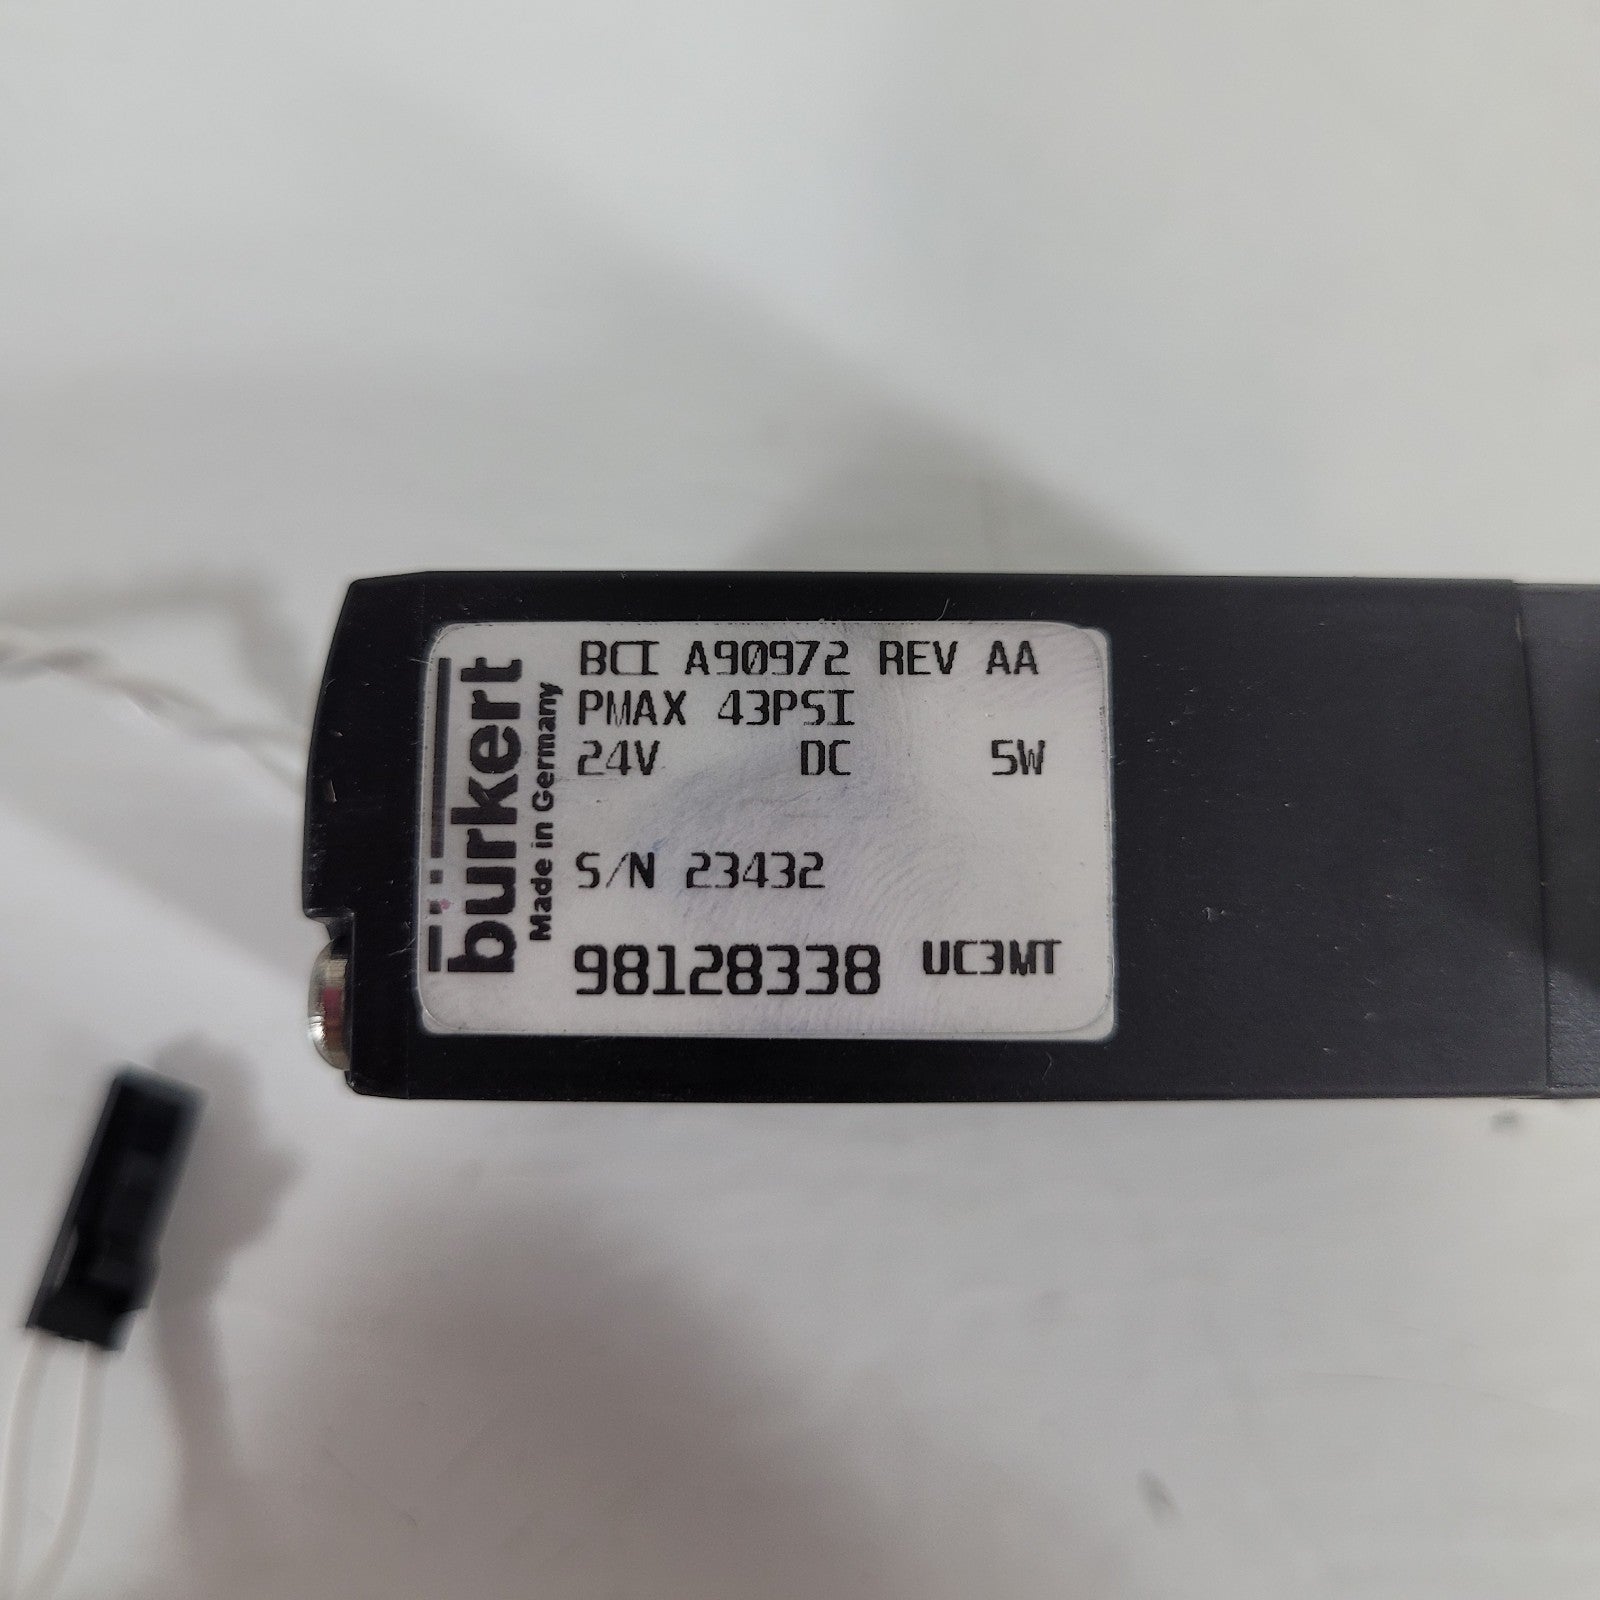 bürkert
Made in Germany
BCI A90972 REV AA
PMAX 43PSI
24V DC 5W
S/N 23432
98128338 UC3MT